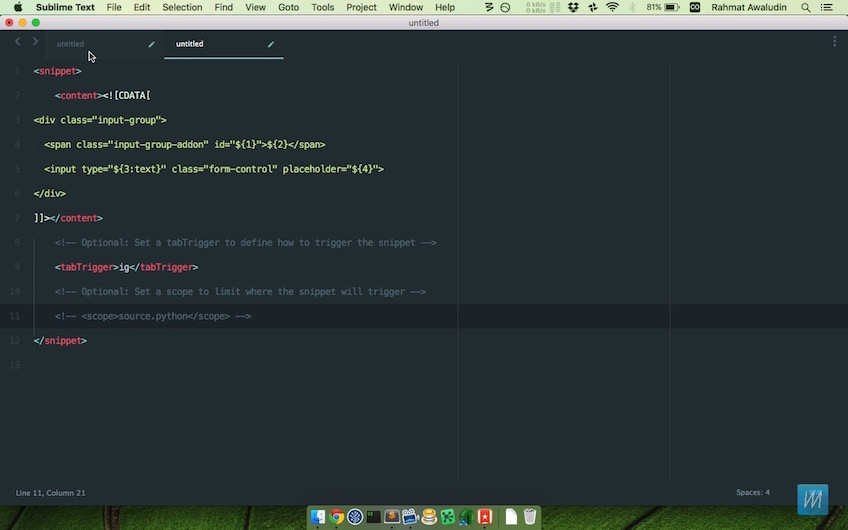 Sublime Text File Edit Selection Find View Goto Tools Project Window Help 0 kB/s 0 kB/s 81% Rahmat Awaludin
untitled
untitled untitled
1 <snippet>
2 <content><![CDATA[
3 <div class="input-group">
4 <span class="input-group-addon" id="${1}">${2}</span>
5 <input type="${3:text}" class="form-control" placeholder="${4}">
6 </div>
7 ]]></content>
8 <!-- Optional: Set a tabTrigger to define how to trigger the snippet -->
9 <tabTrigger>ig</tabTrigger>
10 <!-- Optional: Set a scope to limit where the snippet will trigger -->
11 <!-- <scope>source.python</scope> -->
12 </snippet>
13
Line 11, Column 21 Spaces: 4